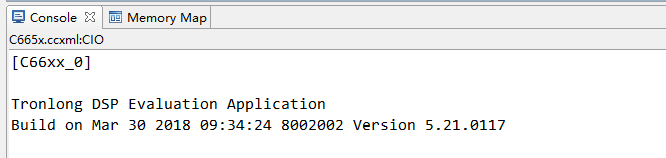 Console Memory Map
C665x.ccxml:CIO
[C66xx_0]
Tronlong DSP Evaluation Application
Build on Mar 30 2018 09:34:24 8002002 Version 5.21.0117